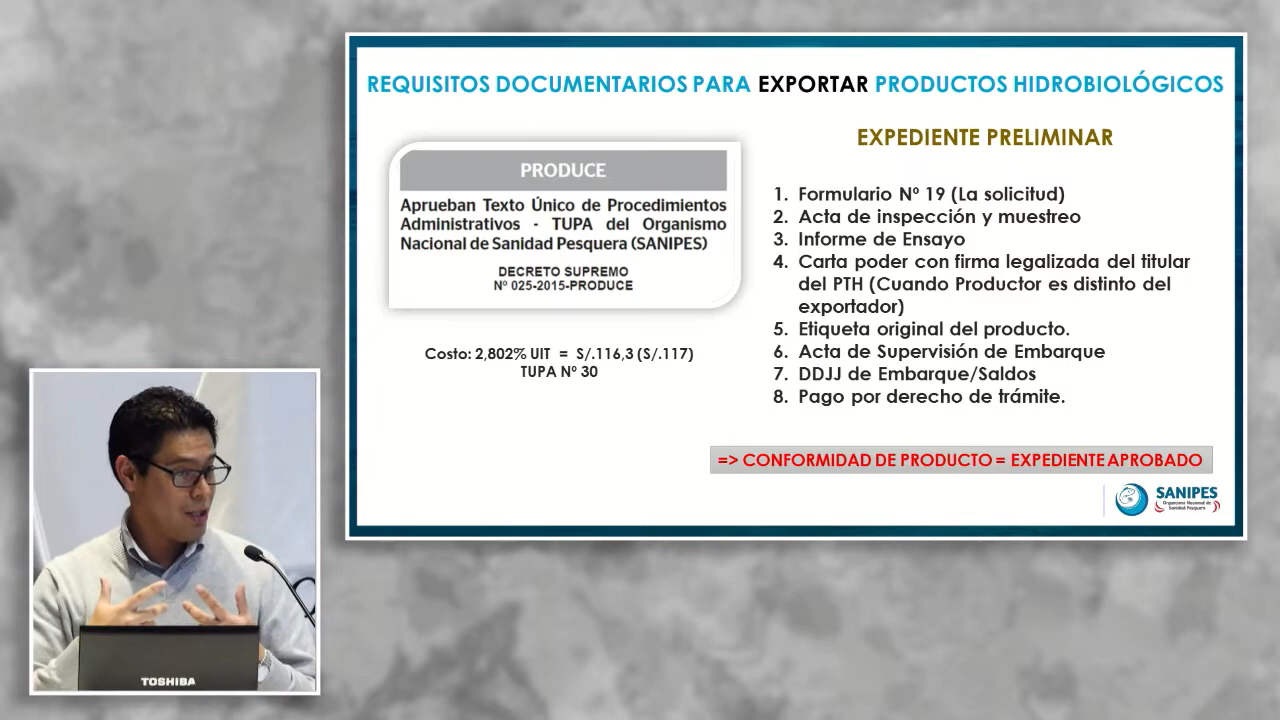 REQUISITOS DOCUMENTARIOS PARA EXPORTAR PRODUCTOS HIDROBIOLÓGICOS
PRODUCE
Aprueban Texto Único de Procedimientos
Administrativos - TUPA del Organismo
Nacional de Sanidad Pesquera (SANIPES)
DECRETO SUPREMO
Nº 025-2015-PRODUCE
Costo: 2,802% UIT = S/.116,3 (S/.117)
TUPA Nº 30
EXPEDIENTE PRELIMINAR
1. Formulario Nº 19 (La solicitud)
2. Acta de inspección y muestreo
3. Informe de Ensayo
4. Carta poder con firma legalizada del titular
del PTH (Cuando Productor es distinto del
exportador)
5. Etiqueta original del producto.
6. Acta de Supervisión de Embarque
7. DDJJ de Embarque/Saldos
8. Pago por derecho de trámite.
=> CONFORMIDAD DE PRODUCTO = EXPEDIENTE APROBADO
SANIPES
Organismo Nacional de
Sanidad Pesquera
TOSHIBA